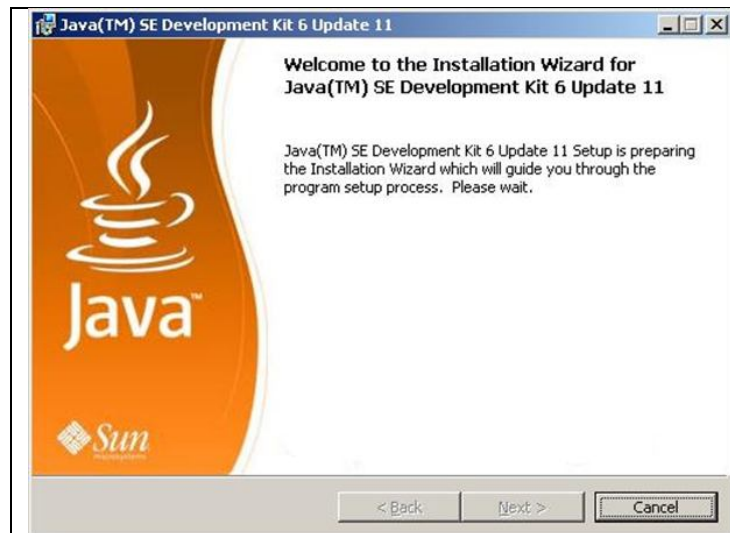 Java(TM) SE Development Kit 6 Update 11
Welcome to the Installation Wizard for
Java(TM) SE Development Kit 6 Update 11
Java(TM) SE Development Kit 6 Update 11 Setup is preparing
the Installation Wizard which will guide you through the
program setup process. Please wait.
Java™
Sun
microsystems
< Back
Next >
Cancel